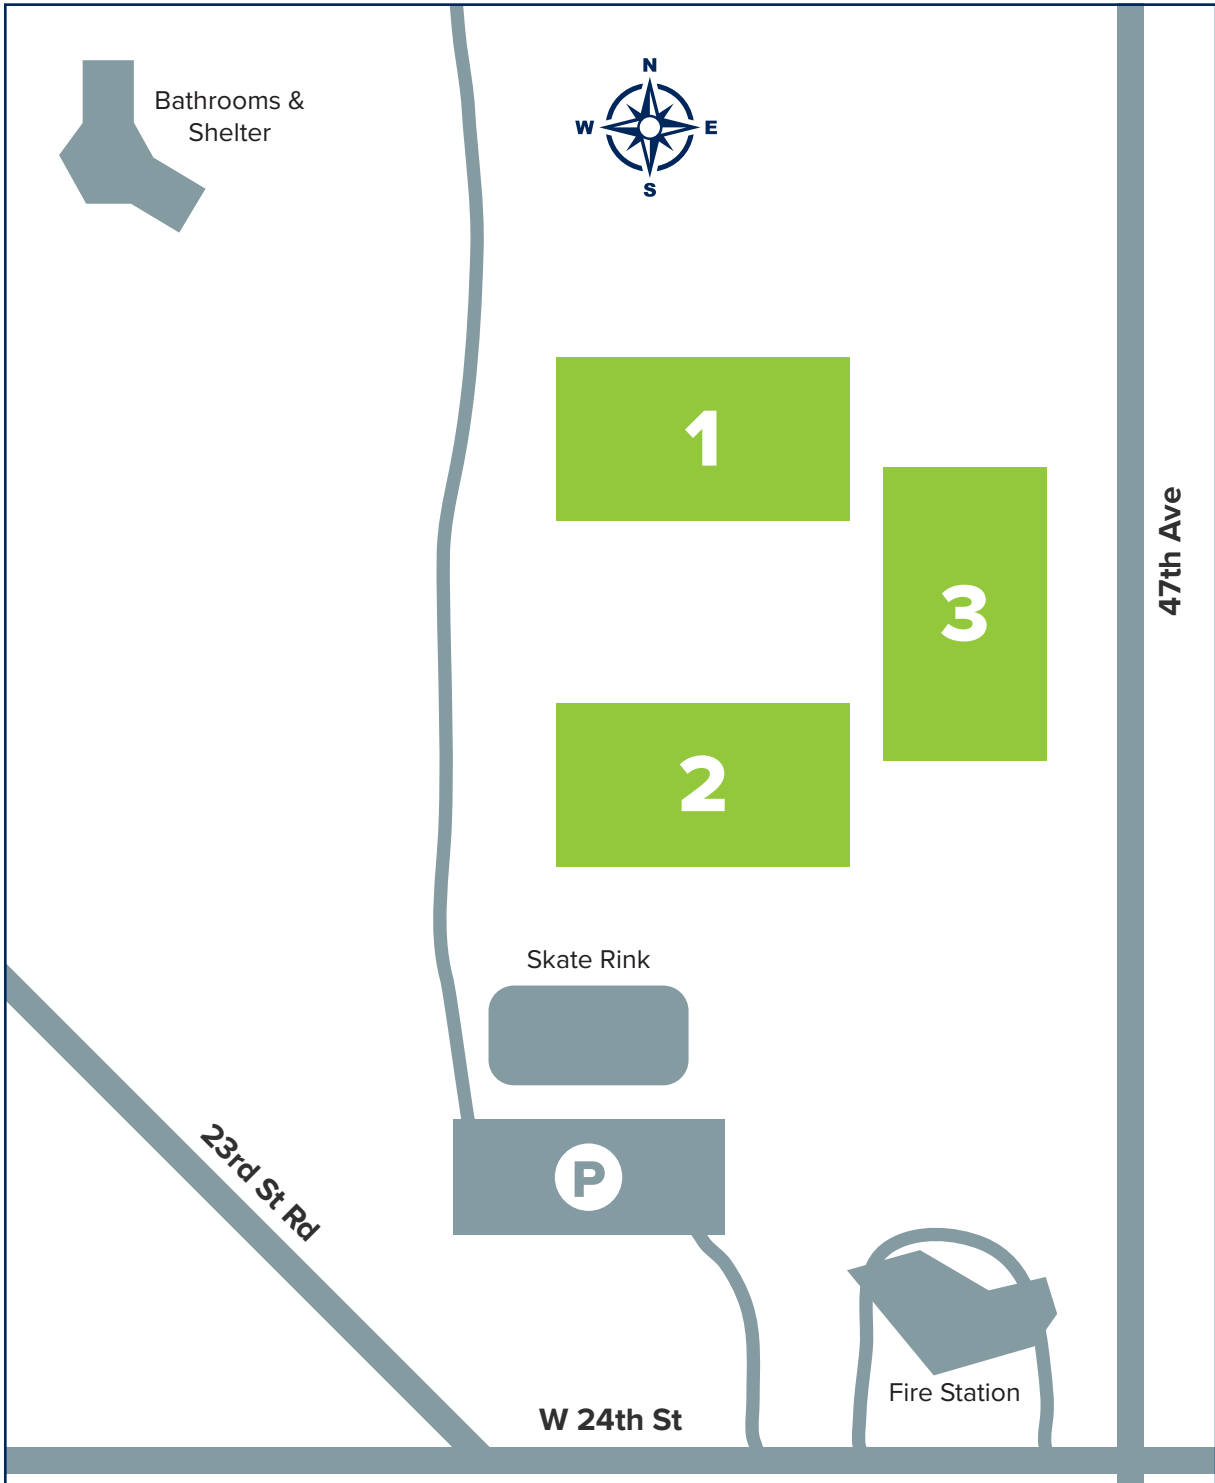 Bathrooms &
Shelter
N
W
E
S
1
3
47th Ave
2
Skate Rink
23rd St Rd
P
Fire Station
W 24th St